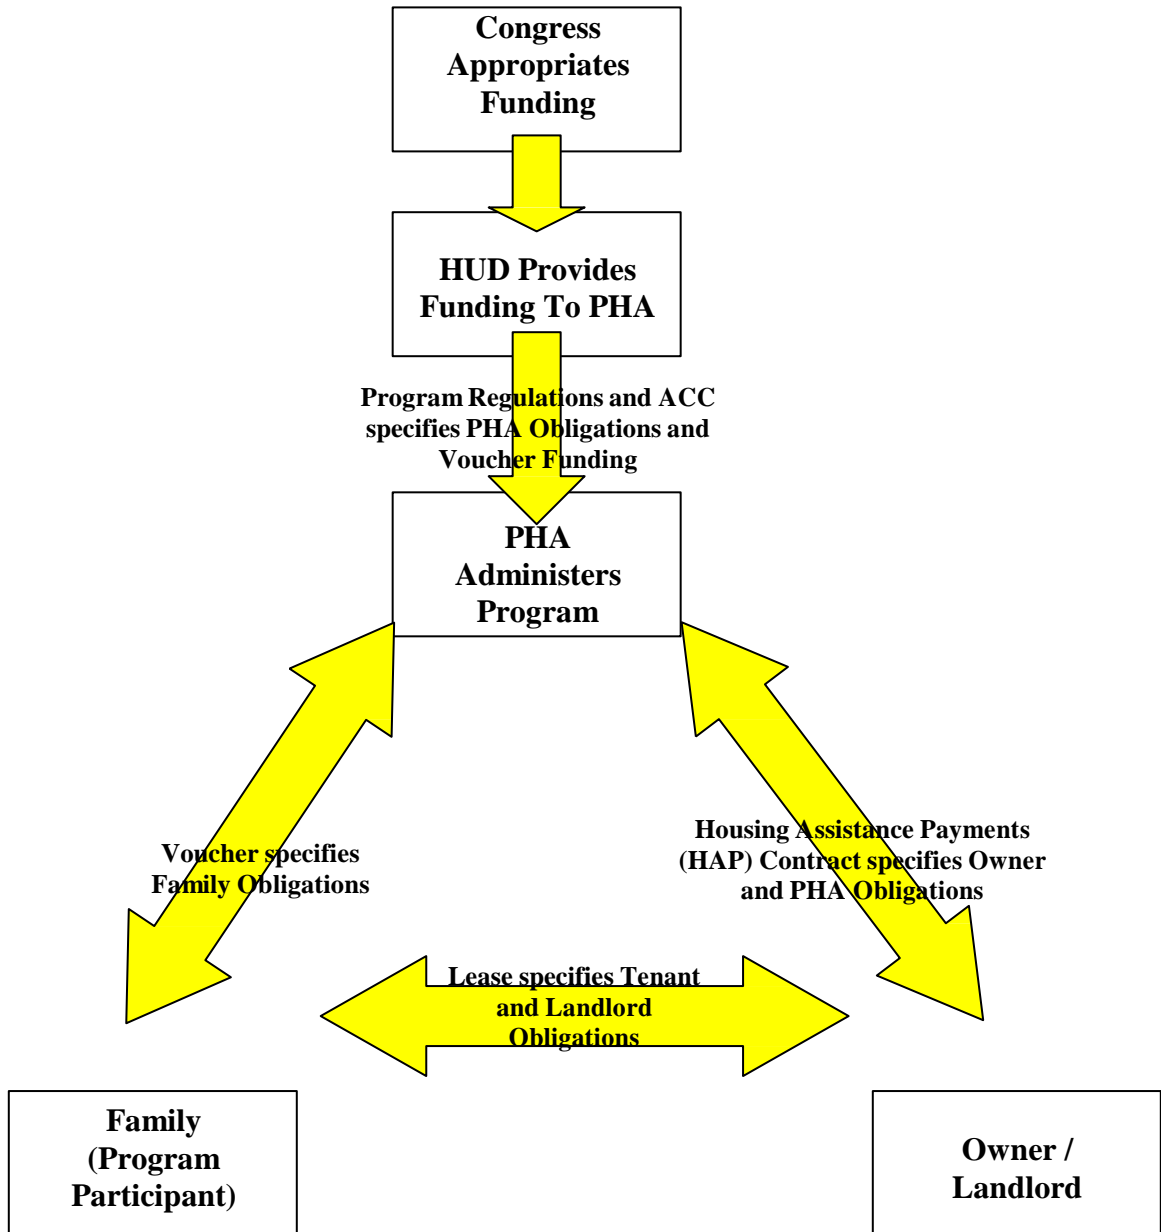 Congress
Appropriates
Funding
HUD Provides
Funding To PHA
Program Regulations and ACC
specifies PHA Obligations and
Voucher Funding
PHA
Administers
Program
Voucher specifies
Family Obligations
Housing Assistance Payments
(HAP) Contract specifies Owner
and PHA Obligations
Lease specifies Tenant
and Landlord
Obligations
Family
(Program
Participant)
Owner /
Landlord